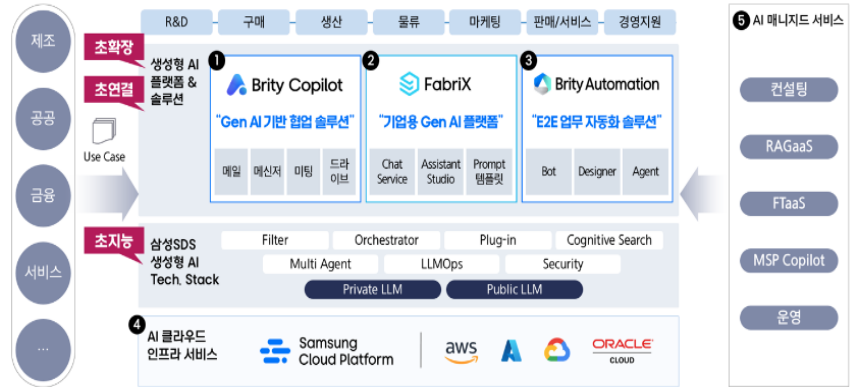 R&D 구매 생산 물류 마케팅 판매/서비스 경영지원
제조
공공
금융
서비스
...
초확장
초연결
Use Case
초지능
생성형 AI
플랫폼 &
솔루션
1
Brity Copilot
"Gen AI 기반 협업 솔루션"
메일 메신저 미팅 드라
이브
2
FabriX
"기업용 Gen AI 플랫폼"
Chat
Service
Assistant
Studio
Prompt
템플릿
3
Brity Automation
"E2E 업무 자동화 솔루션"
Bot Designer Agent
삼성SDS
생성형 AI
Tech. Stack
Filter Orchestrator Plug-in Cognitive Search
Multi Agent LLMOps Security
Private LLM Public LLM
4
AI 클라우드
인프라 서비스
Samsung
Cloud Platform
aws
ORACLE
CLOUD
5 AI 매니지드 서비스
컨설팅
RAGaaS
FTaaS
MSP Copilot
운영